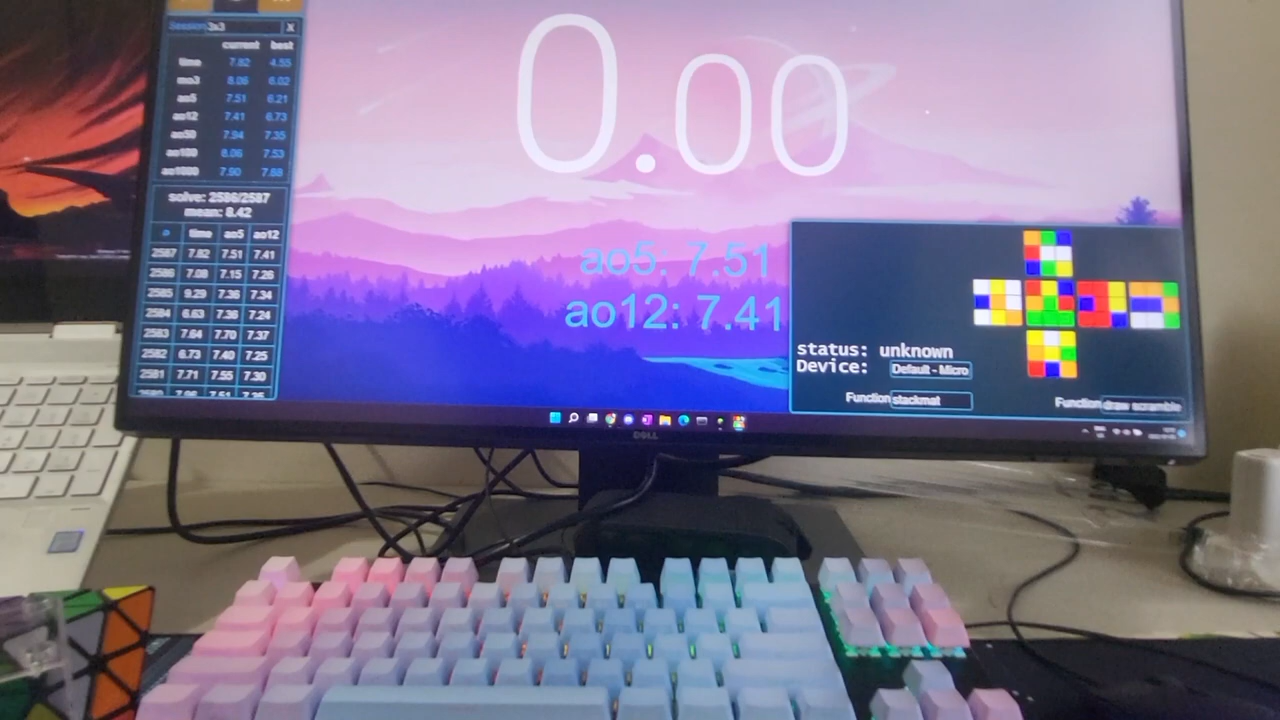 Session 3x3 X
current best
time 7.82 4.55
mo3 8.06 6.02
ao5 7.51 6.21
ao12 7.41 6.73
ao50 7.94 7.35
ao100 8.06 7.53
ao1000 7.90 7.88
solve: 2586/2587
mean: 8.42
time ao5 ao12
2587 7.82 7.51 7.41
2586 7.08 7.15 7.26
2585 9.29 7.36 7.34
2584 6.63 7.36 7.24
2583 7.64 7.70 7.37
2582 6.73 7.40 7.25
2581 7.71 7.55 7.30
0.00
ao5: 7.51
ao12: 7.41
status: unknown
Device: Default - Micro
Function stackmat
Function draw scramble
DELL